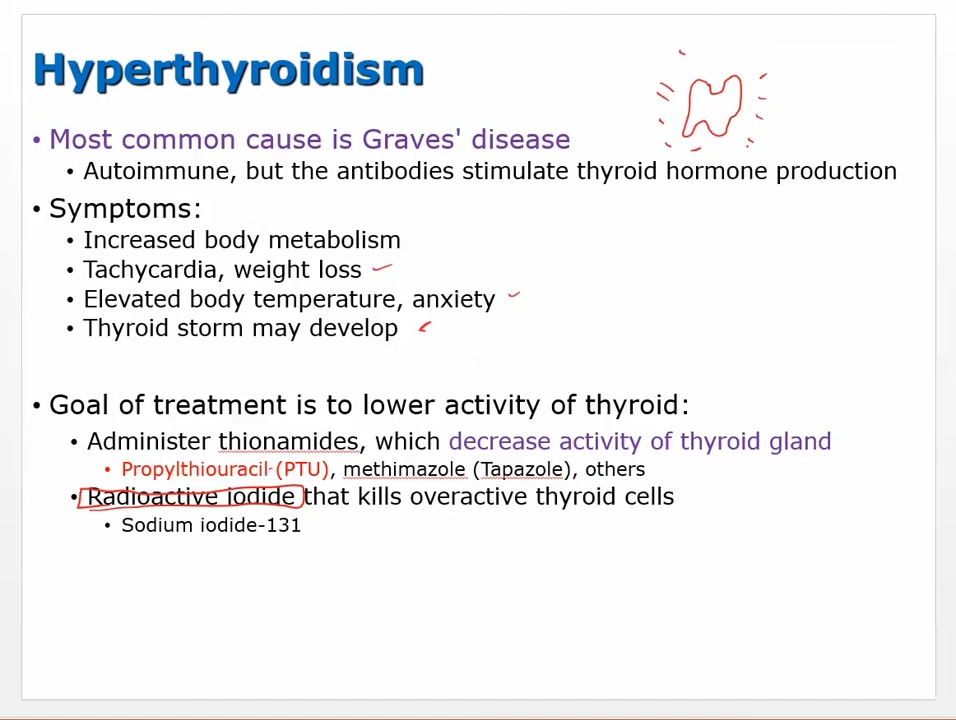 Hyperthyroidism
• Most common cause is Graves' disease
• Autoimmune, but the antibodies stimulate thyroid hormone production
• Symptoms:
• Increased body metabolism
• Tachycardia, weight loss
• Elevated body temperature, anxiety
• Thyroid storm may develop
• Goal of treatment is to lower activity of thyroid:
• Administer thionamides, which decrease activity of thyroid gland
• Propylthiouracil (PTU), methimazole (Tapazole), others
• Radioactive iodide that kills overactive thyroid cells
• Sodium iodide-131